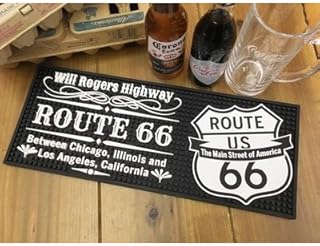 Corona
Extra
Will Rogers Highway
ROUTE 66
Between Chicago, Illinois and
Los Angeles, California
ROUTE
US
The Main Street of America
66